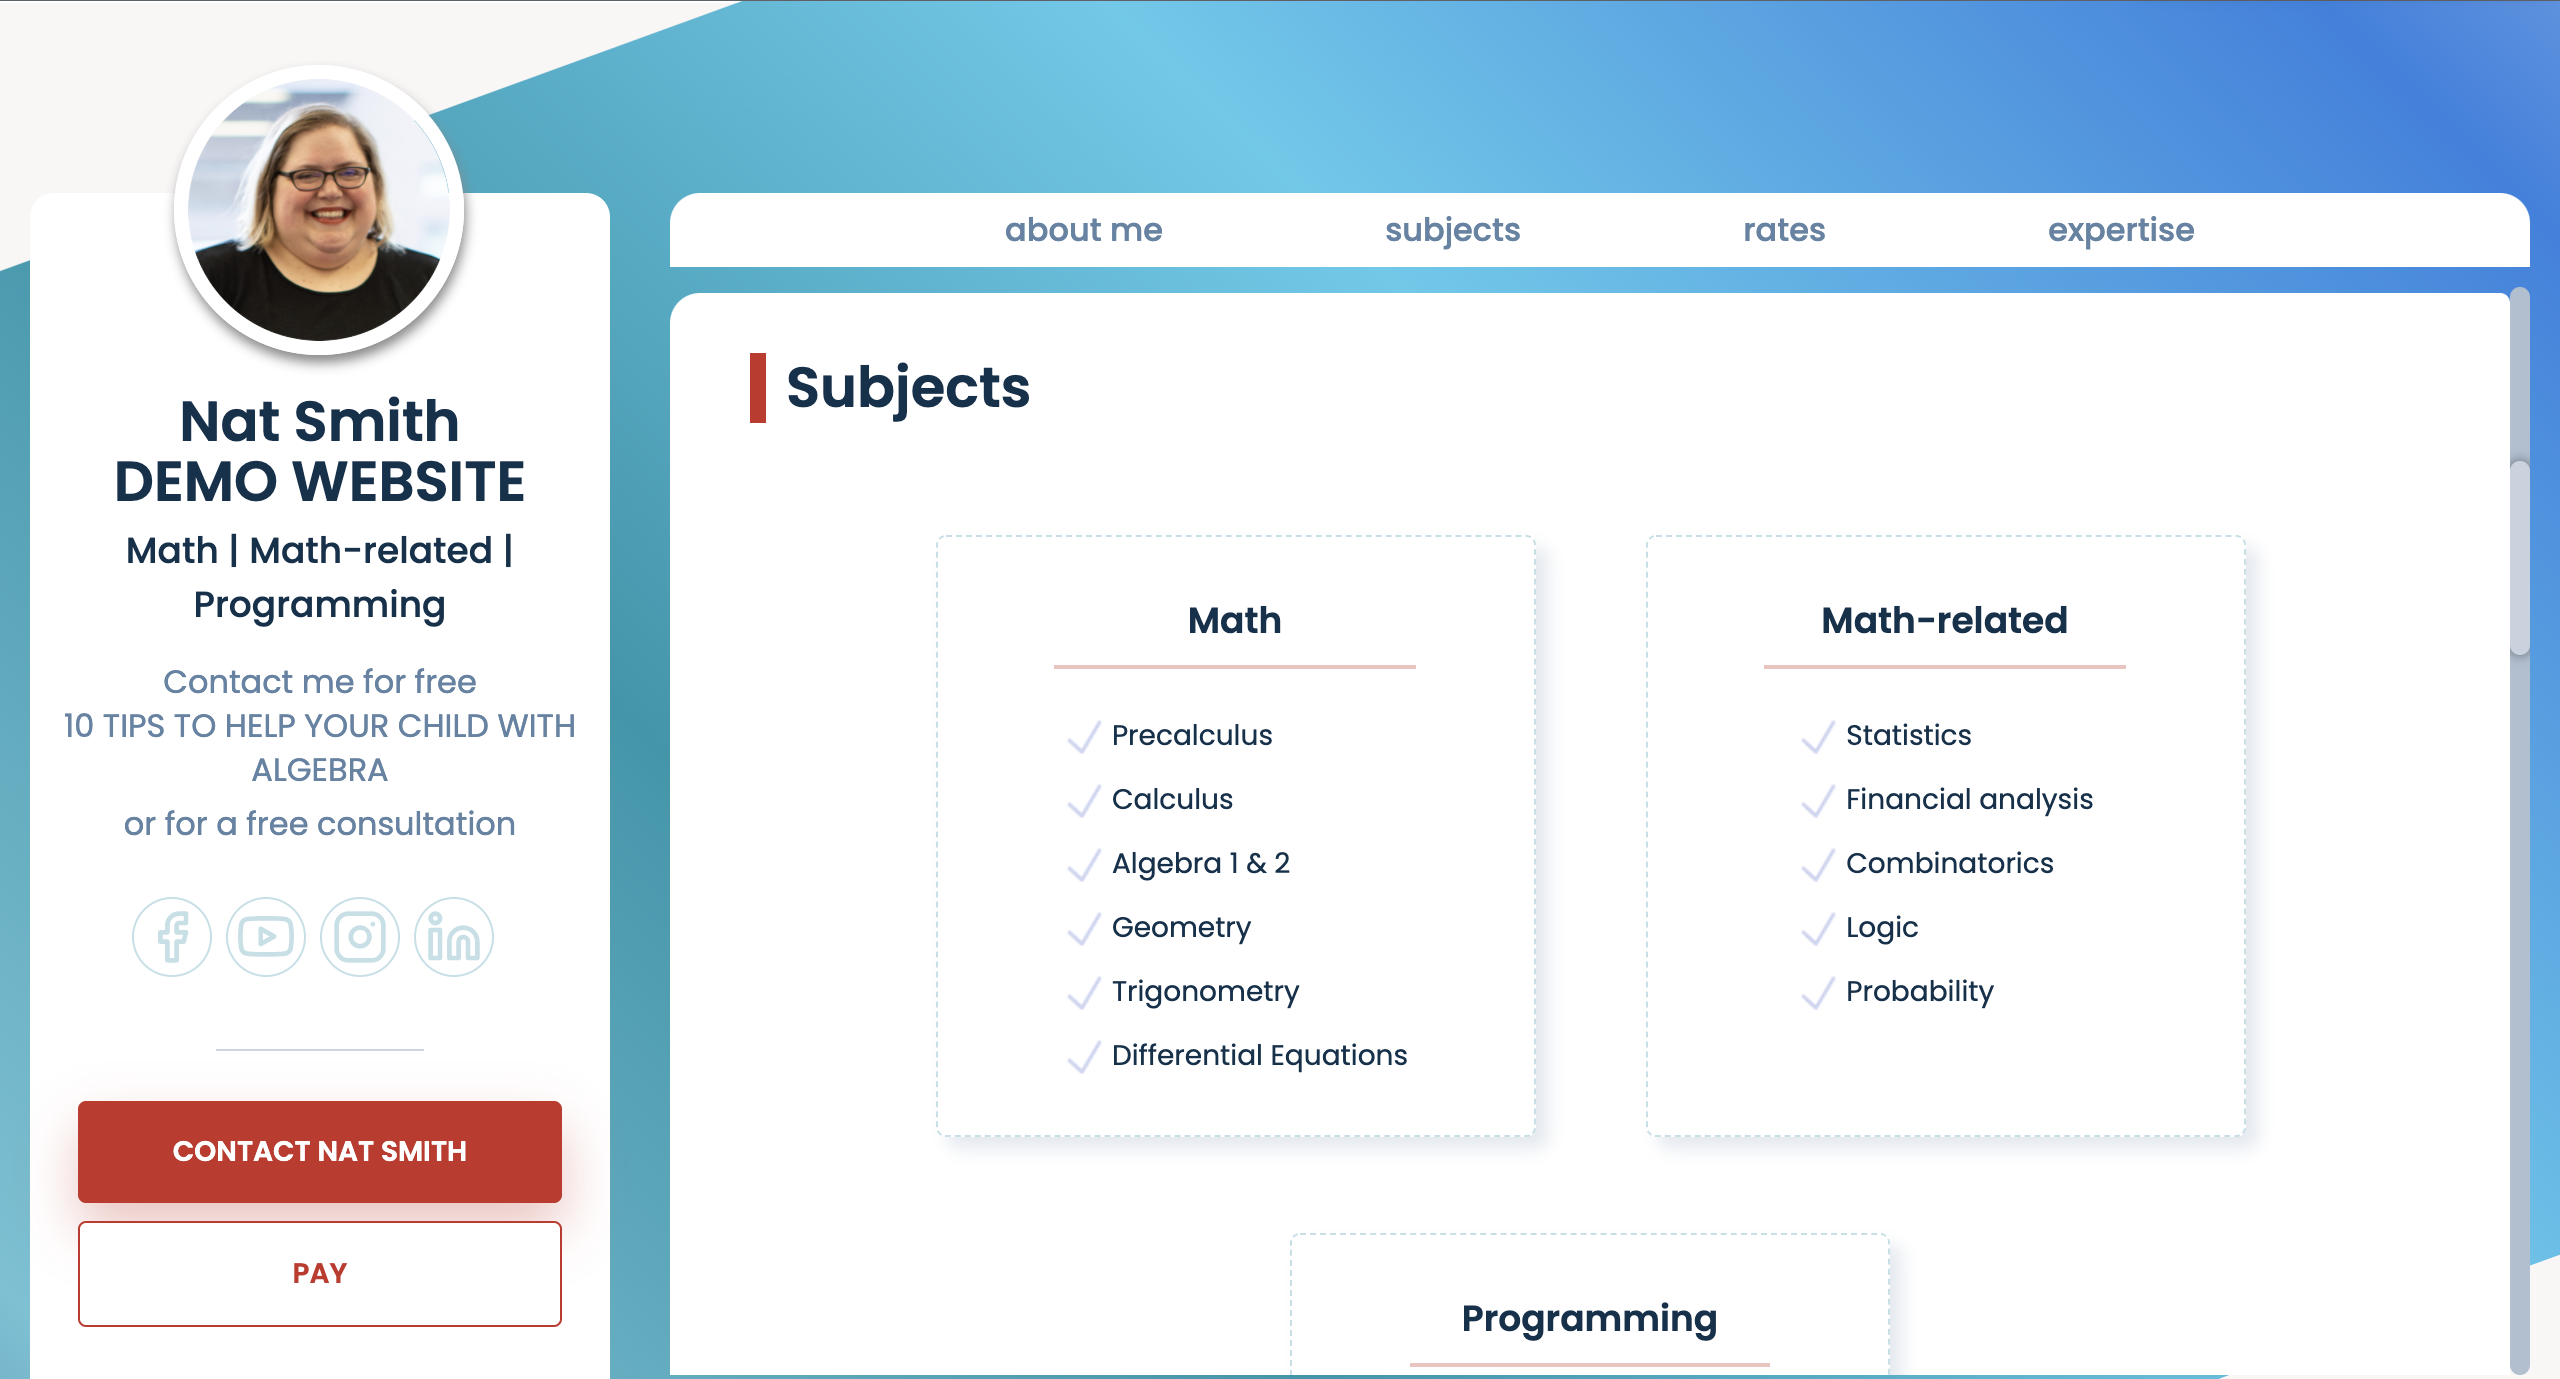 Nat Smith
DEMO WEBSITE
Math | Math-related |
Programming
Contact me for free
10 TIPS TO HELP YOUR CHILD WITH
ALGEBRA
or for a free consultation
CONTACT NAT SMITH
PAY
about me subjects rates expertise
Subjects
Math
Precalculus
Calculus
Algebra 1 & 2
Geometry
Trigonometry
Differential Equations
Math-related
Statistics
Financial analysis
Combinatorics
Logic
Probability
Programming